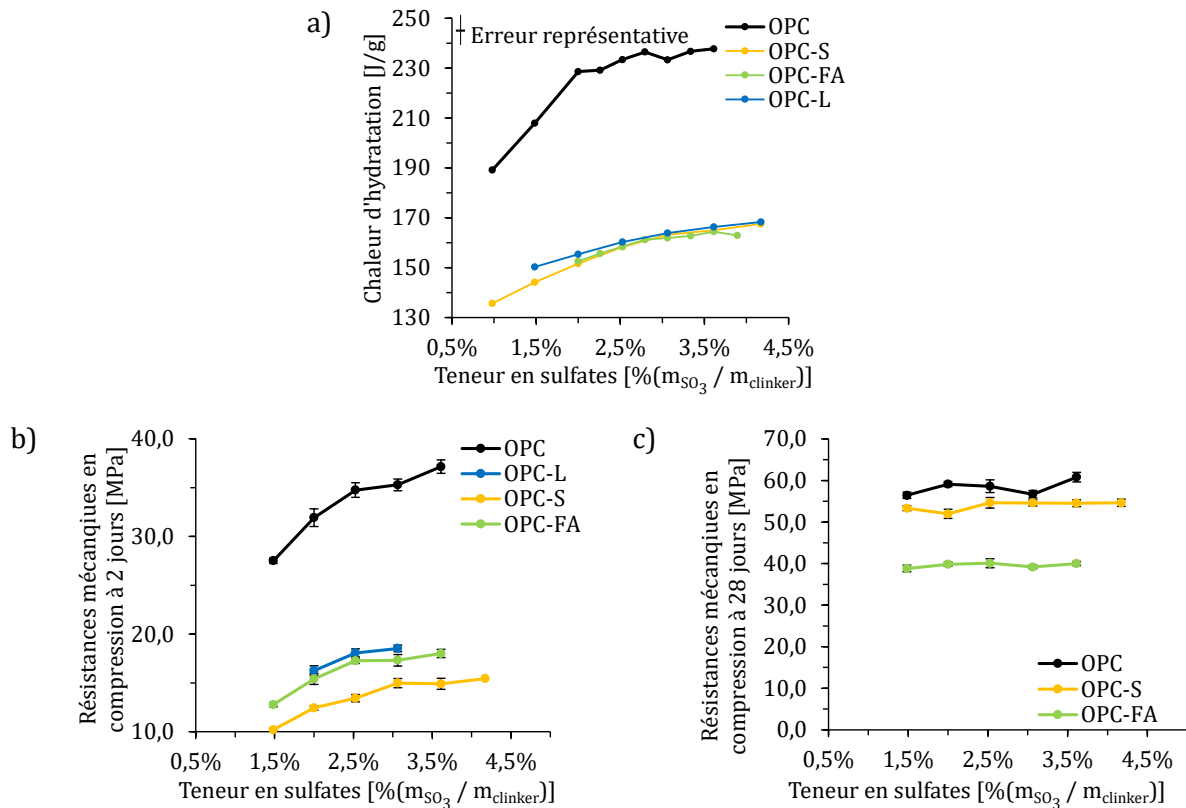 a)
Chaleur d'hydratation [J/g]
250
230
210
190
170
150
130
Erreur représentative
OPC
OPC-S
OPC-FA
OPC-L
0,5% 1,5% 2,5% 3,5% 4,5%
Teneur en sulfates [%(mSO3 / mclinker)]
b)
Résistances mécanqiues en
compression à 2 jours [MPa]
40,0
30,0
20,0
10,0
OPC
OPC-L
OPC-S
OPC-FA
0,5% 1,5% 2,5% 3,5% 4,5%
Teneur en sulfates [%(mSO3 / mclinker)]
c)
Résistances mécanqiues en
compression à 28 jours [MPa]
70,0
60,0
50,0
40,0
30,0
20,0
10,0
0,0
OPC
OPC-S
OPC-FA
0,5% 1,5% 2,5% 3,5% 4,5%
Teneur en sulfates [%(mSO3 / mclinker)]